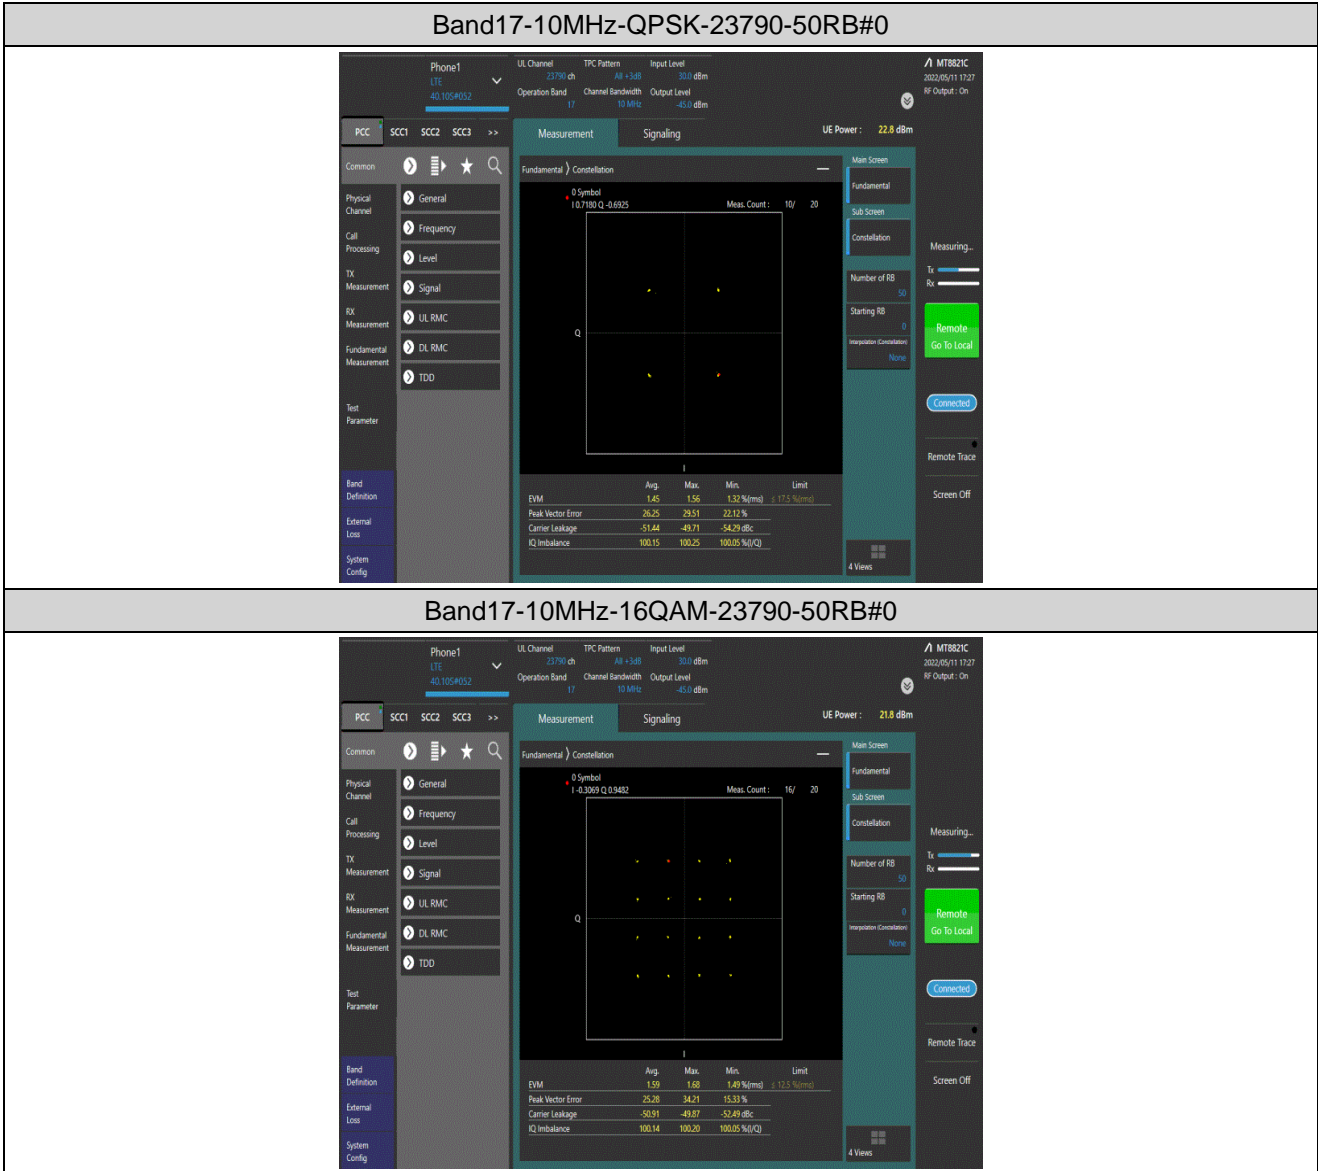 Band17-10MHz-QPSK-23790-50RB#0
Phone1
LTE
40.105#052
UL Channel TPC Pattern Input Level
23790 ch All +3dB 30.0 dBm
Operation Band Channel Bandwidth Output Level
17 10 MHz -45.0 dBm
MT8821C
2022/05/11 17:27
RF Output : On
PCC SCC1 SCC2 SCC3 >>
Measurement Signaling UE Power : 22.8 dBm
Common
Physical
Channel
Call
Processing
TX
Measurement
RX
Measurement
Fundamental
Measurement
Test
Parameter
Band
Definition
External
Loss
System
Config
General
Frequency
Level
Signal
UL RMC
DL RMC
TDD
Fundamental Constellation
0 Symbol
I 0.7180 Q -0.6925 Meas. Count : 10/ 20
Q
I
Avg. Max. Min. Limit
EVM 1.45 1.56 1.32 %(rms) ≤ 17.5 %(rms)
Peak Vector Error 26.25 29.51 22.12 %
Carrier Leakage -51.44 -49.71 -54.29 dBc
IQ Imbalance 100.15 100.25 100.05 %(I/Q)
Main Screen
Fundamental
Sub Screen
Constellation
Number of RB
50
Starting RB
0
Interpolation (Constellation)
None
4 Views
Measuring...
Tx
Rx
Remote
Go To Local
Connected
Remote Trace
Screen Off
Band17-10MHz-16QAM-23790-50RB#0
Phone1
LTE
40.105#052
UL Channel TPC Pattern Input Level
23790 ch All +3dB 30.0 dBm
Operation Band Channel Bandwidth Output Level
17 10 MHz -45.0 dBm
MT8821C
2022/05/11 17:27
RF Output : On
PCC SCC1 SCC2 SCC3 >>
Measurement Signaling UE Power : 21.8 dBm
Common
Physical
Channel
Call
Processing
TX
Measurement
RX
Measurement
Fundamental
Measurement
Test
Parameter
Band
Definition
External
Loss
System
Config
General
Frequency
Level
Signal
UL RMC
DL RMC
TDD
Fundamental Constellation
0 Symbol
I -0.3069 Q 0.9482 Meas. Count : 16/ 20
Q
I
Avg. Max. Min. Limit
EVM 1.59 1.68 1.49 %(rms) ≤ 12.5 %(rms)
Peak Vector Error 25.28 34.21 15.33 %
Carrier Leakage -50.91 -49.87 -52.49 dBc
IQ Imbalance 100.14 100.20 100.05 %(I/Q)
Main Screen
Fundamental
Sub Screen
Constellation
Number of RB
50
Starting RB
0
Interpolation (Constellation)
None
4 Views
Measuring...
Tx
Rx
Remote
Go To Local
Connected
Remote Trace
Screen Off